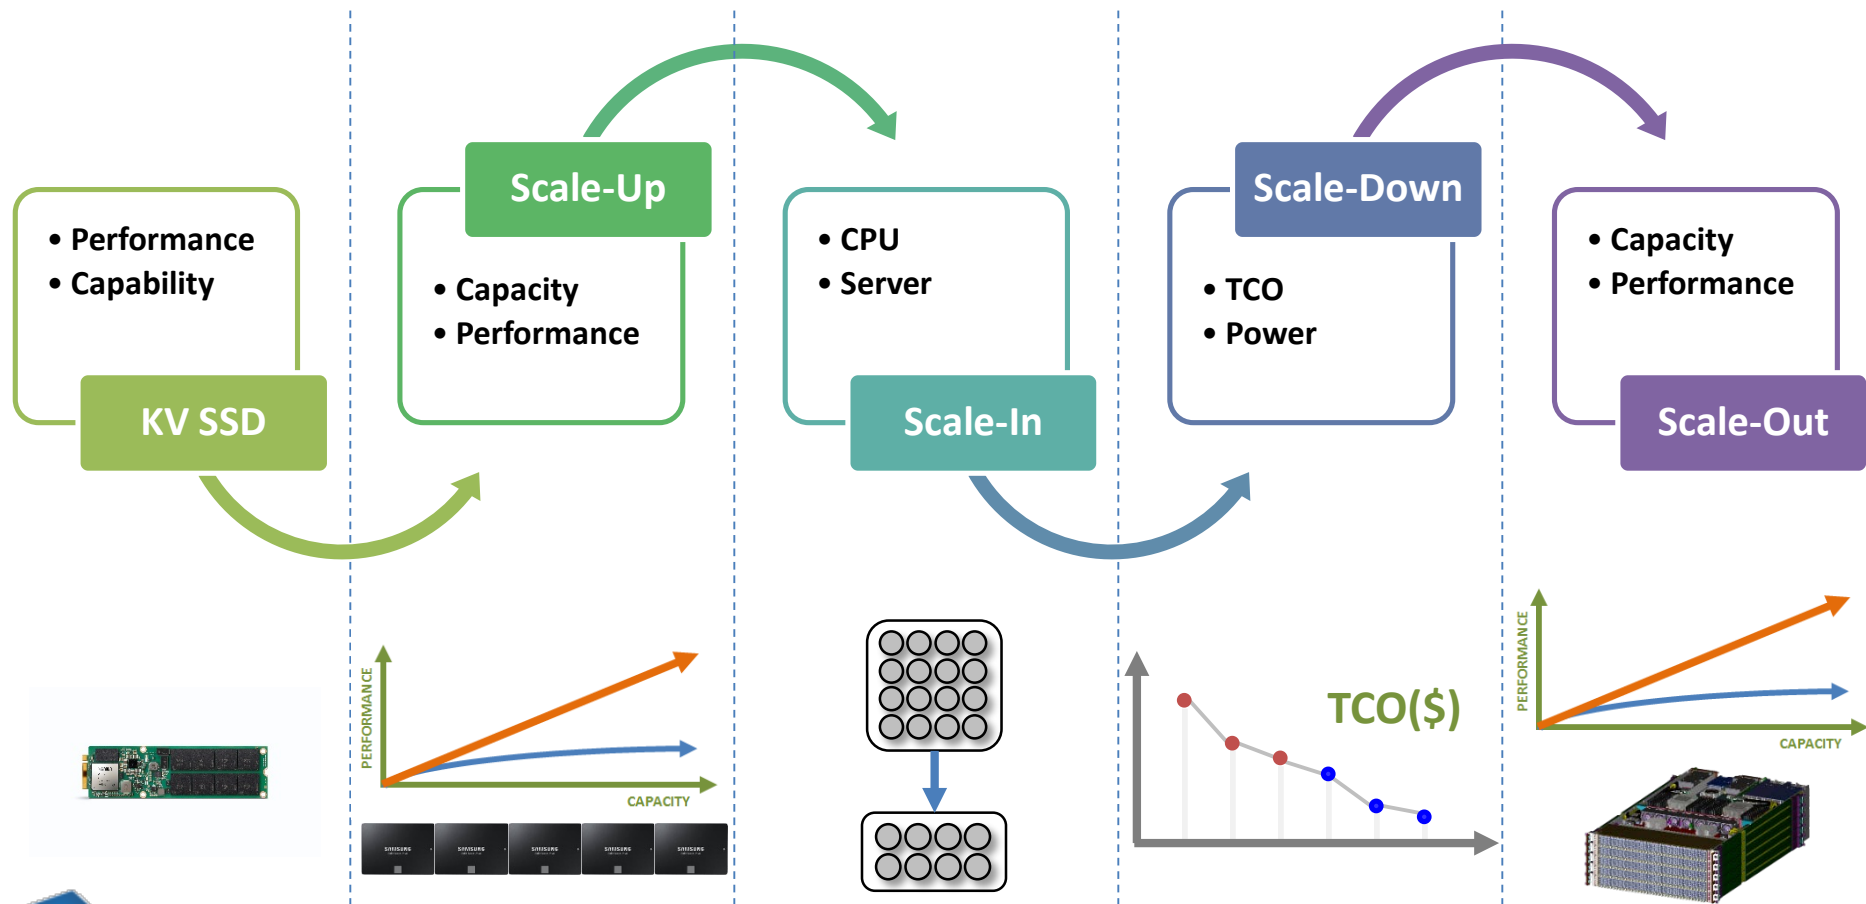 • Performance
• Capability
KV SSD
Scale-Up
• Capacity
• Performance
PERFORMANCE
CAPACITY
SAMSUNG
SAMSUNG
SAMSUNG
SAMSUNG
SAMSUNG
• CPU
• Server
Scale-In
Scale-Down
• TCO
• Power
TCO($)
• Capacity
• Performance
Scale-Out
PERFORMANCE
CAPACITY